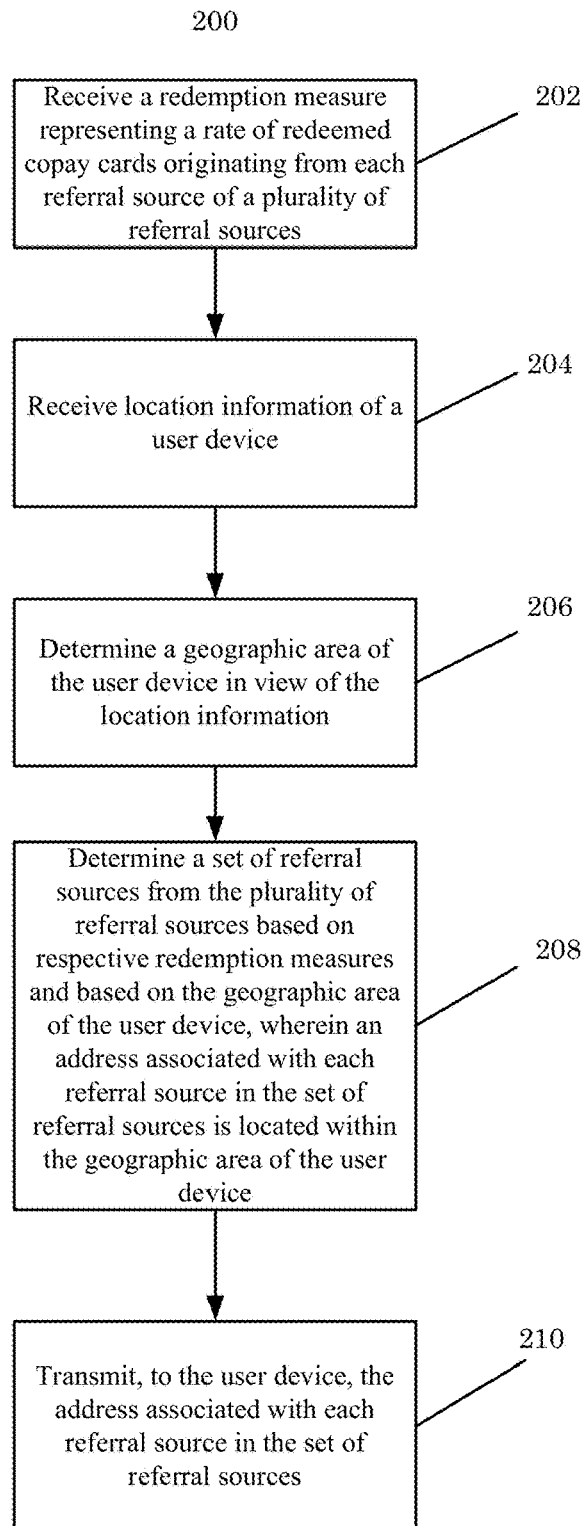 200
Receive a redemption measure
representing a rate of redeemed
copay cards originating from each
referral source of a plurality of
referral sources
202
Receive location information of a
user device
204
Determine a geographic area of
the user device in view of the
location information
206
Determine a set of referral
sources from the plurality of
referral sources based on
respective redemption measures
and based on the geographic area
of the user device, wherein an
address associated with each
referral source in the set of
referral sources is located within
the geographic area of the user
device
208
Transmit, to the user device, the
address associated with each
referral source in the set of
referral sources
210